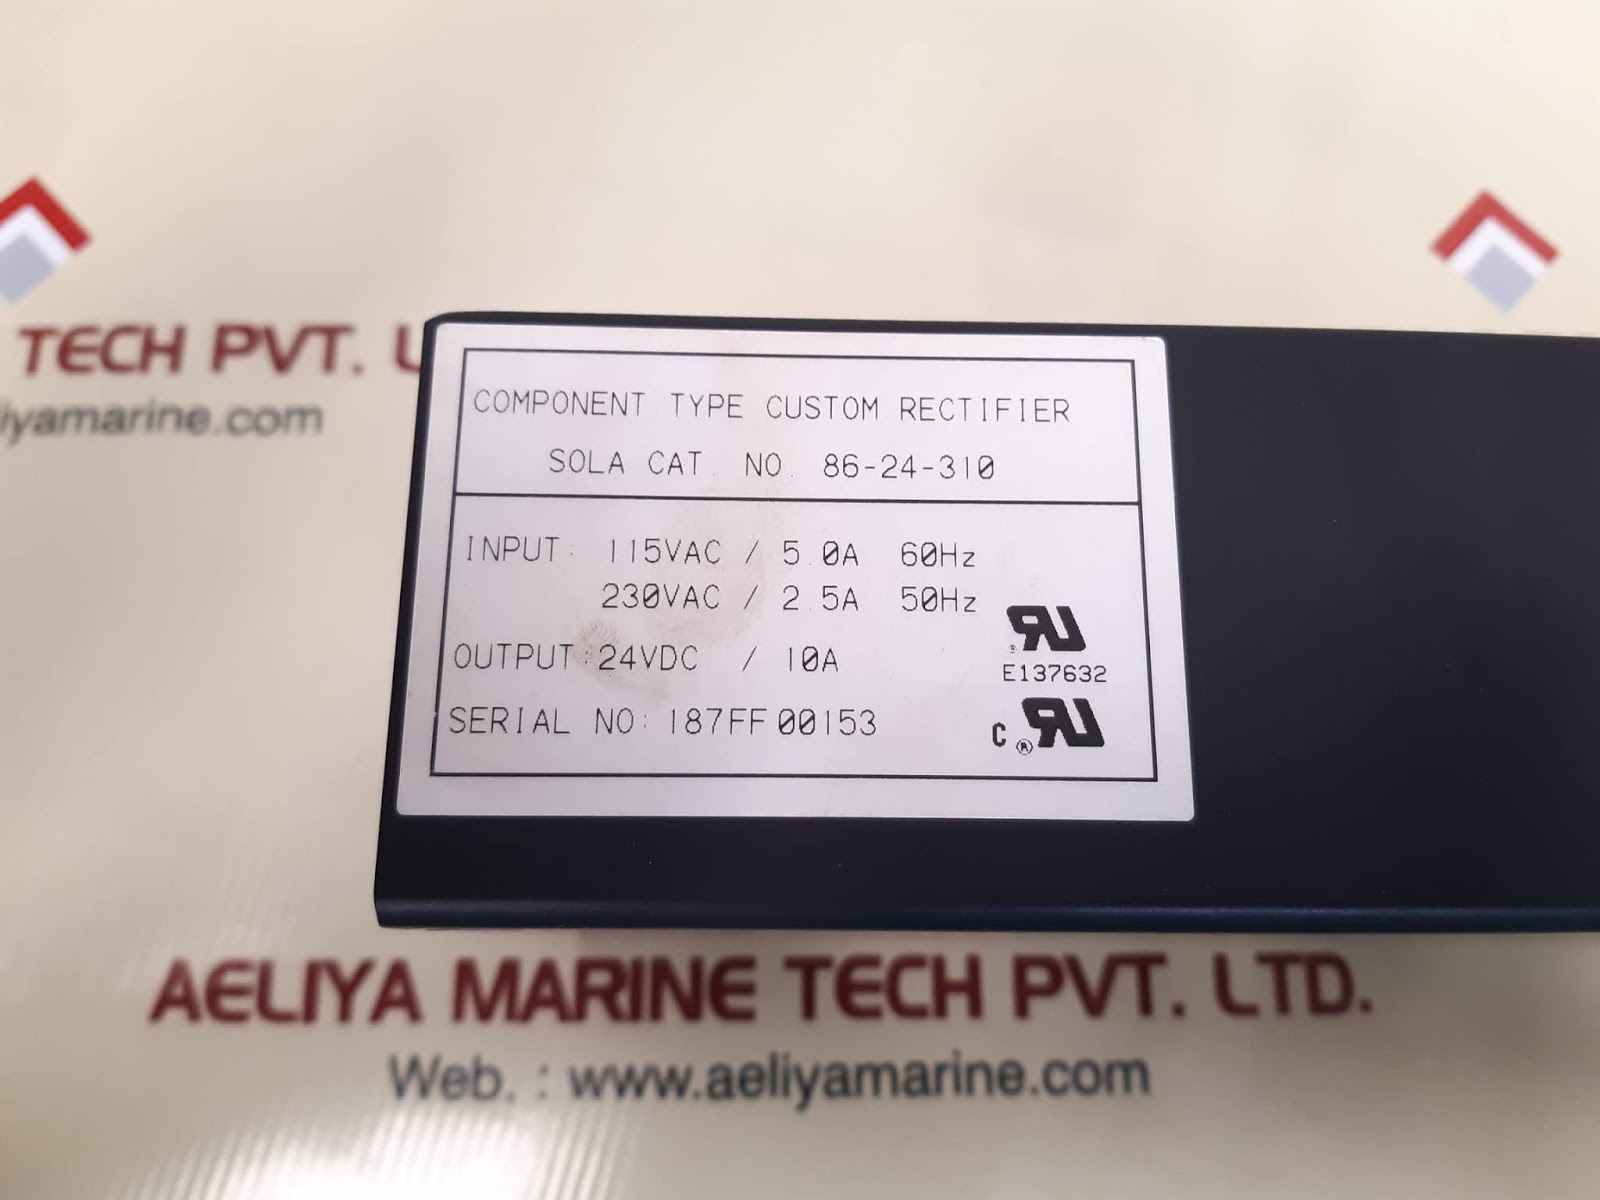 TECH PVT. L
liyamarine.com
COMPONENT TYPE CUSTOM RECTIFIER
SOLA CAT. NO. 86-24-310
INPUT: 115VAC / 5.0A 60Hz
230VAC / 2.5A 50Hz
OUTPUT: 24VDC / 10A
E137632
SERIAL NO: 187FF 00153
AELIYA MARINE TECH PVT. LTD.
Web. : www.aeliyamarine.com